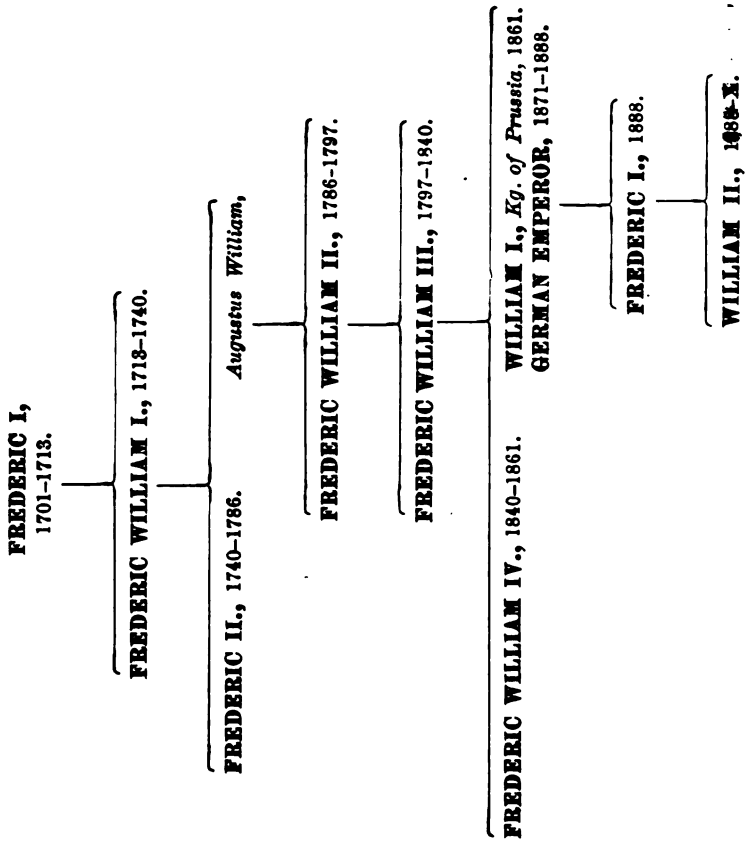 FREDERIC I,
1701–1713.
FREDERIC WILLIAM I., 1718–1740.
FREDERIC II., 1740–1786.
Augustus William,
FREDERIC WILLIAM II., 1786–1797.
FREDERIC WILLIAM III., 1797–1840.
FREDERIC WILLIAM IV., 1840–1861.
WILLIAM I., Kg. of Prussia, 1861.
GERMAN EMPEROR, 1871–1888.
FREDERIC I., 1888.
WILLIAM II.,